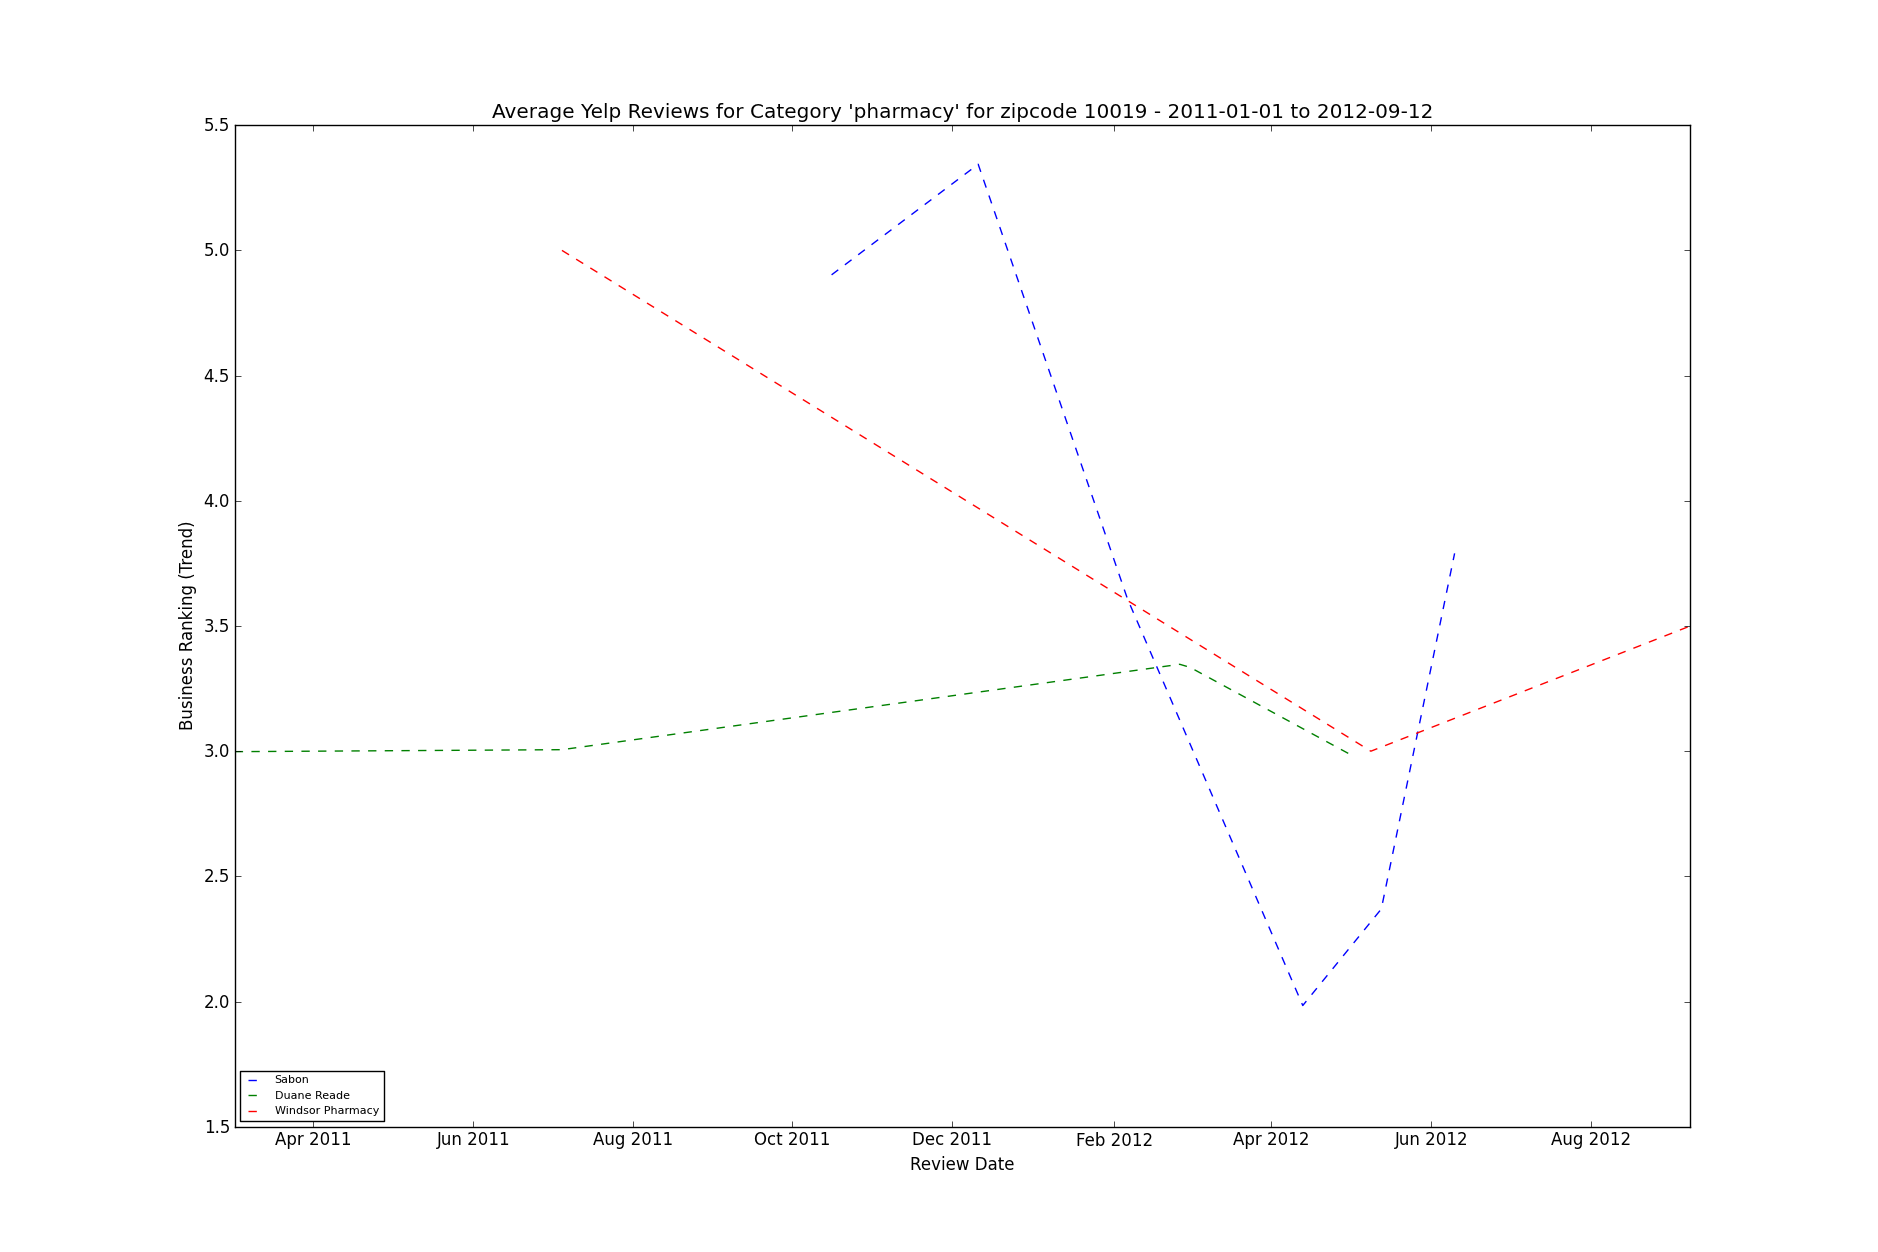 Average Yelp Reviews for Category 'pharmacy' for zipcode 10019 - 2011-01-01 to 2012-09-12
5.5
5.0
4.5
4.0
3.5
3.0
2.5
2.0
1.5
Business Ranking (Trend)
Sabon
Duane Reade
Windsor Pharmacy
Apr 2011 Jun 2011 Aug 2011 Oct 2011 Dec 2011 Feb 2012 Apr 2012 Jun 2012 Aug 2012
Review Date